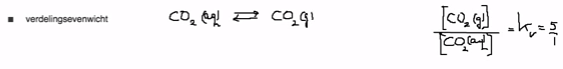 ▪ verdelingsevenwicht CO₂(aq) ⇌ CO₂(g) [CO₂(g)] / [CO₂(aq)] = Kᵥ = 5/1